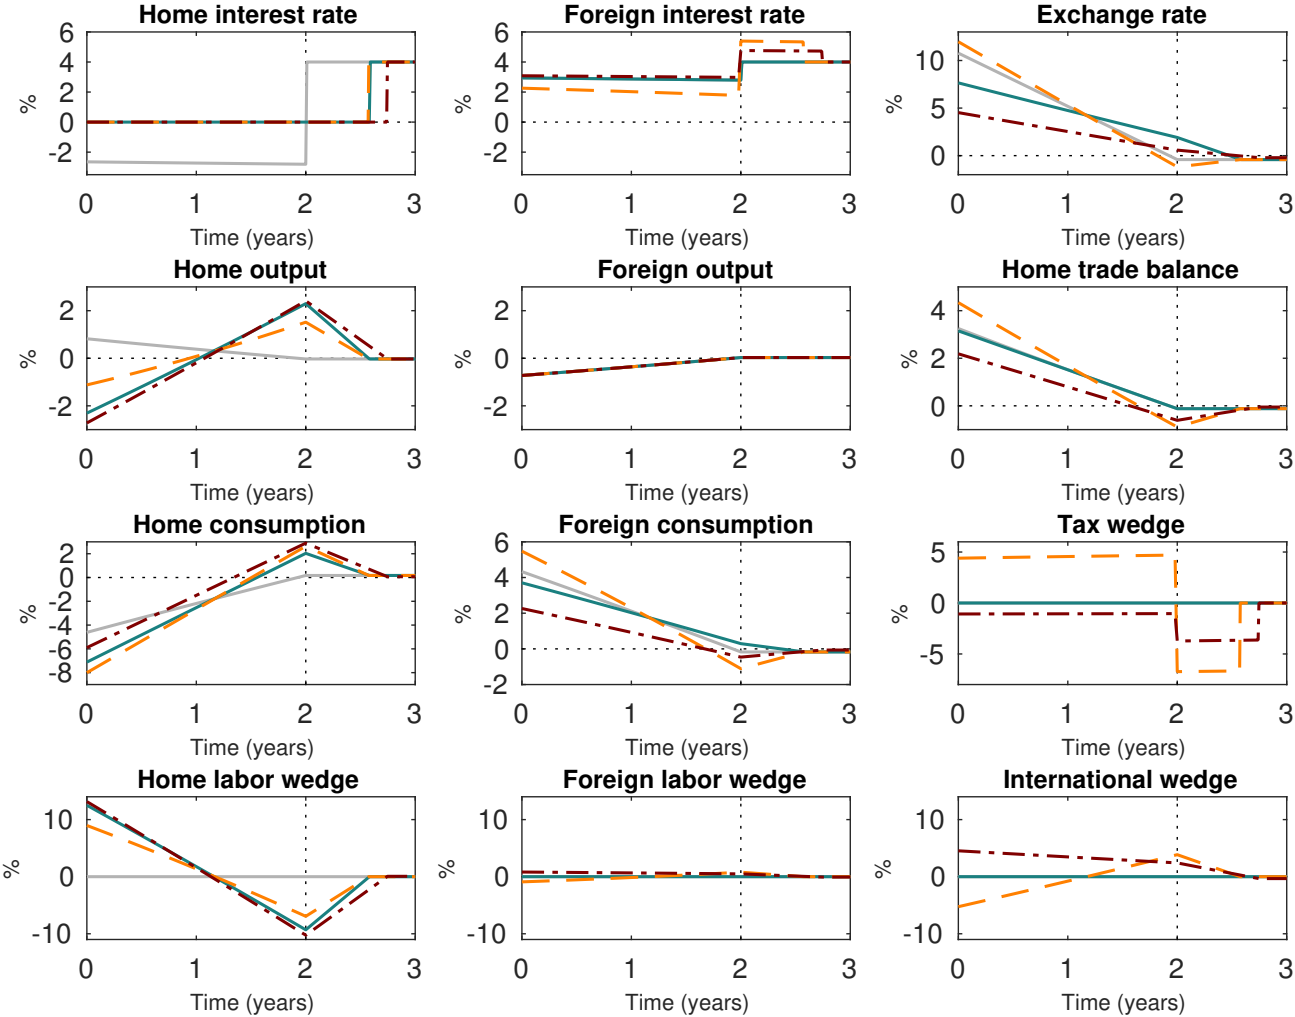 Home interest rate
6
4
2
0
-2
%
0 1 2 3
Time (years)
Foreign interest rate
6
4
2
0
-2
%
0 1 2 3
Time (years)
Exchange rate
10
5
0
%
0 1 2 3
Time (years)
Home output
2
0
-2
%
0 1 2 3
Time (years)
Foreign output
2
0
-2
%
0 1 2 3
Time (years)
Home trade balance
4
2
0
%
0 1 2 3
Time (years)
Home consumption
2
0
-2
-4
-6
-8
%
0 1 2 3
Time (years)
Foreign consumption
6
4
2
0
-2
%
0 1 2 3
Time (years)
Tax wedge
5
0
-5
%
0 1 2 3
Time (years)
Home labor wedge
10
0
-10
%
0 1 2 3
Time (years)
Foreign labor wedge
10
0
-10
%
0 1 2 3
Time (years)
International wedge
10
0
-10
%
0 1 2 3
Time (years)